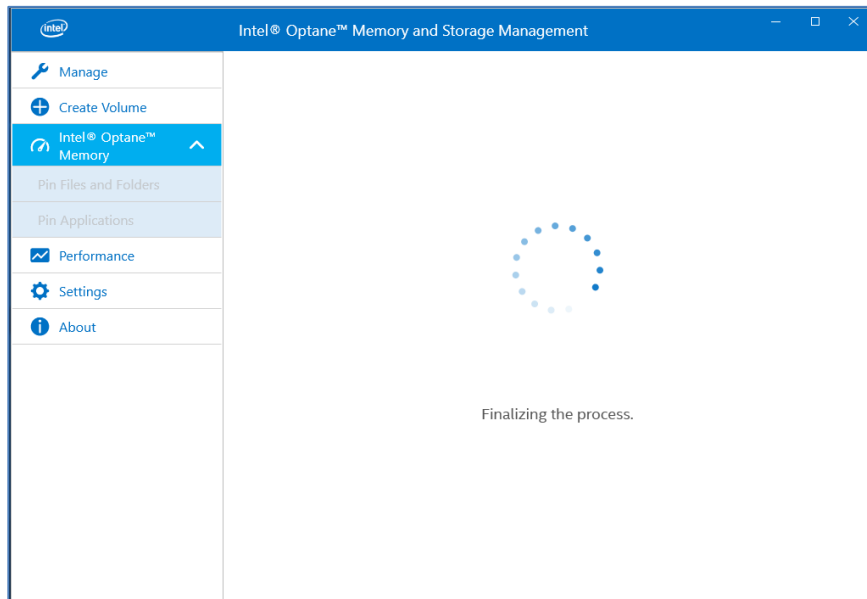 intel
Intel® Optane™ Memory and Storage Management
Manage
Create Volume
Intel® Optane™
Memory
Pin Files and Folders
Pin Applications
Performance
Settings
About
Finalizing the process.